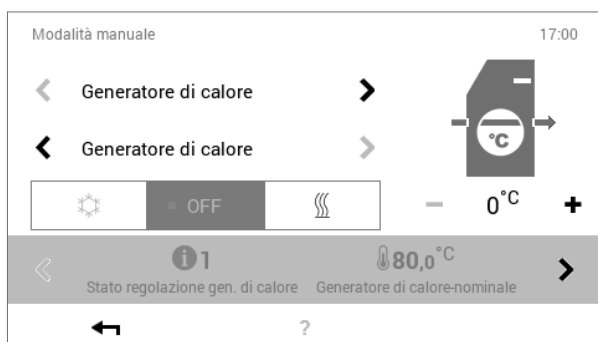 Modalità manuale 17:00
Generatore di calore
°C
Generatore di calore
OFF 0°C
1 80,0°C
Stato regolazione gen. di calore Generatore di calore-nominale
?